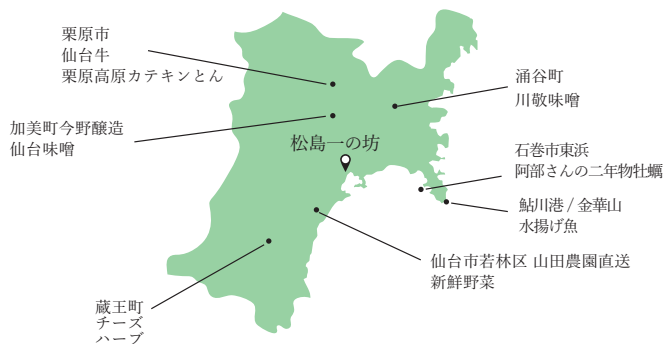 栗原市
仙台牛
栗原高原カテキンとん
加美町今野醸造
仙台味噌
松島一の坊
涌谷町
川敬味噌
石巻市東浜
阿部さんの二年物牡蠣
鮎川港 / 金華山
水揚げ魚
仙台市若林区 山田農園直送
新鮮野菜
蔵王町
チーズ
ハーブ